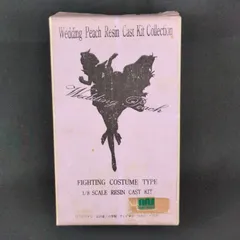 Wedding Peach Resin Cast Kit Collection
Wedding Peach
FIGHTING COSTUME TYPE
1/8 SCALE RESIN CAST KIT